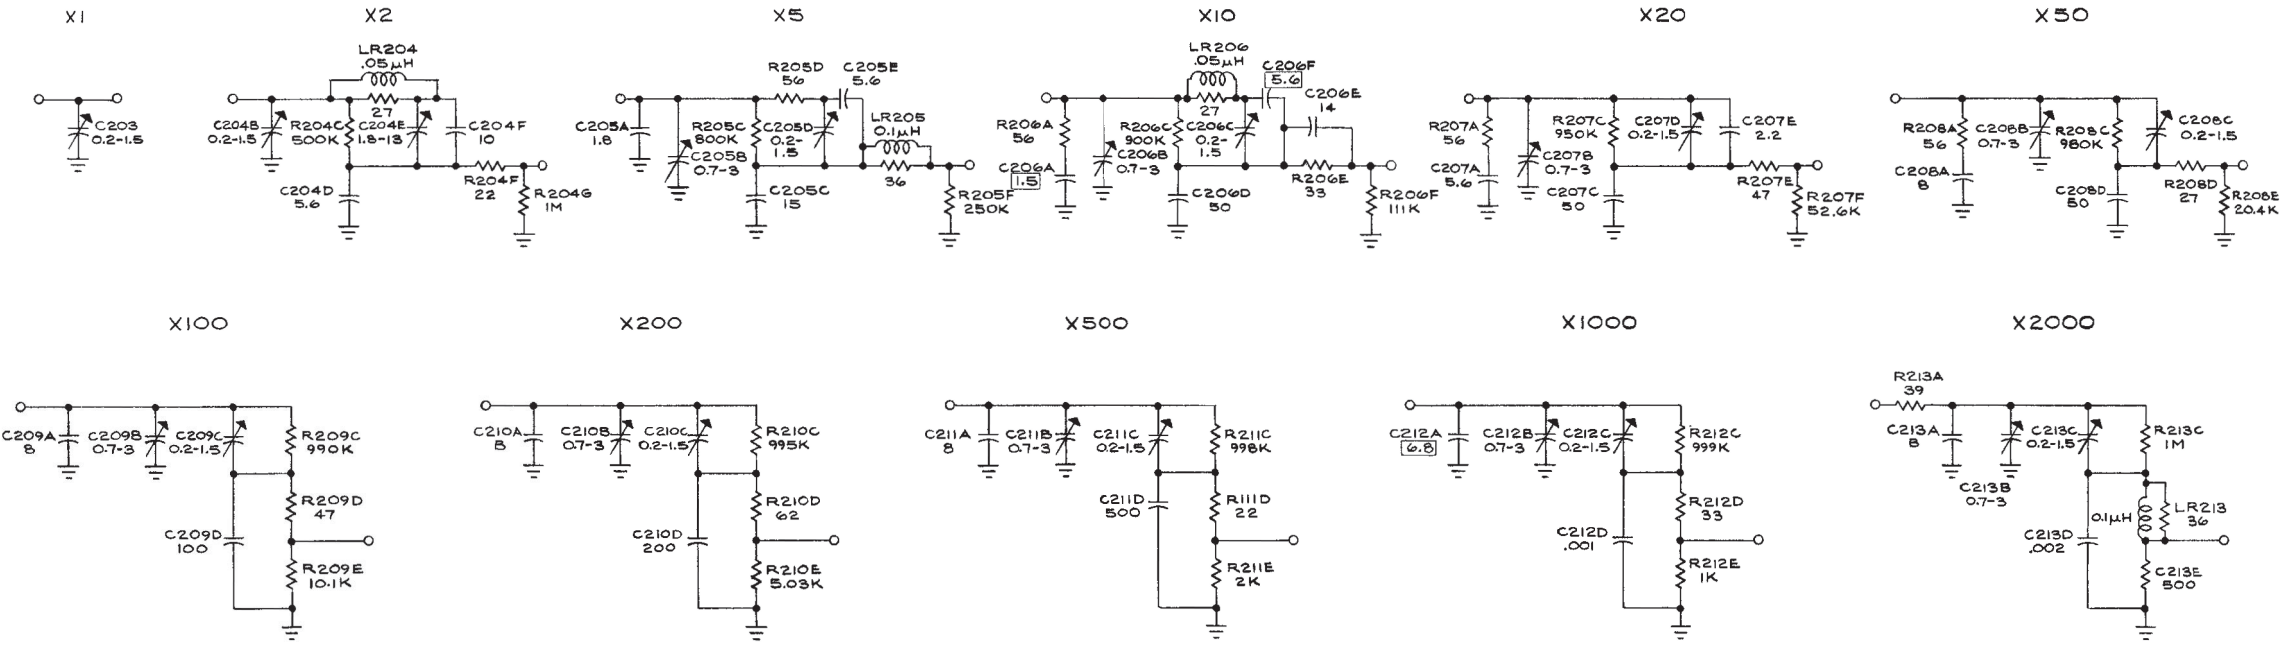 X1
C203
0.2-1.5
X2
LR204
.05µH
27
C204B
0.2-1.5
R204C
500K
C204E
1.8-13
C204F
10
C204D
5.6
R204F
22
R204G
1M
X5
R205D
56
C205E
5.6
C205A
1.8
C205B
0.7-3
R205C
800K
C205D
0.2-
1.5
LR205
0.1µH
36
C205C
15
R205F
250K
X10
LR206
.05µH
27
C206F
5.6
C206E
14
R206A
56
C206A
1.5
C206B
0.7-3
R206C
900K
C206C
0.2-
1.5
C206D
50
R206E
33
R206F
111K
X20
R207A
56
C207A
5.6
C207B
0.7-3
R207C
950K
C207D
0.2-1.5
C207E
2.2
C207C
50
R207E
47
R207F
52.6K
X50
R208A
56
C208A
8
C208B
0.7-3
R208C
980K
C208C
0.2-1.5
C208D
50
R208D
27
R208E
20.4K
X100
C209A
8
C209B
0.7-3
C209C
0.2-1.5
R209C
990K
R209D
47
C209D
100
R209E
10.1K
X200
C210A
8
C210B
0.7-3
C210C
0.2-1.5
R210C
995K
R210D
62
C210D
200
R210E
5.03K
X500
C211A
8
C211B
0.7-3
C211C
0.2-1.5
R211C
998K
C211D
500
R111D
22
R211E
2K
X1000
C212A
6.8
C212B
0.7-3
C212C
0.2-1.5
R212C
999K
R212D
33
C212D
.001
R212E
1K
X2000
R213A
39
C213A
8
C213B
0.7-3
C213C
0.2-1.5
R213C
1M
0.1µH
LR213
36
C213D
.002
C213E
500